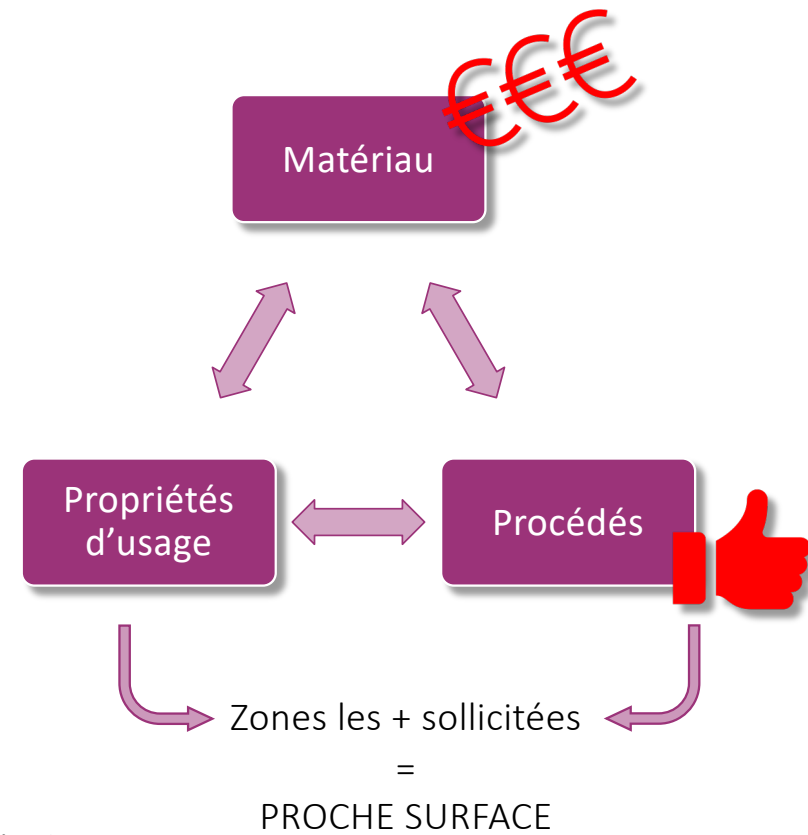 €€€
Matériau
Propriétés
d’usage
Procédés
Zones les + sollicitées
=
PROCHE SURFACE